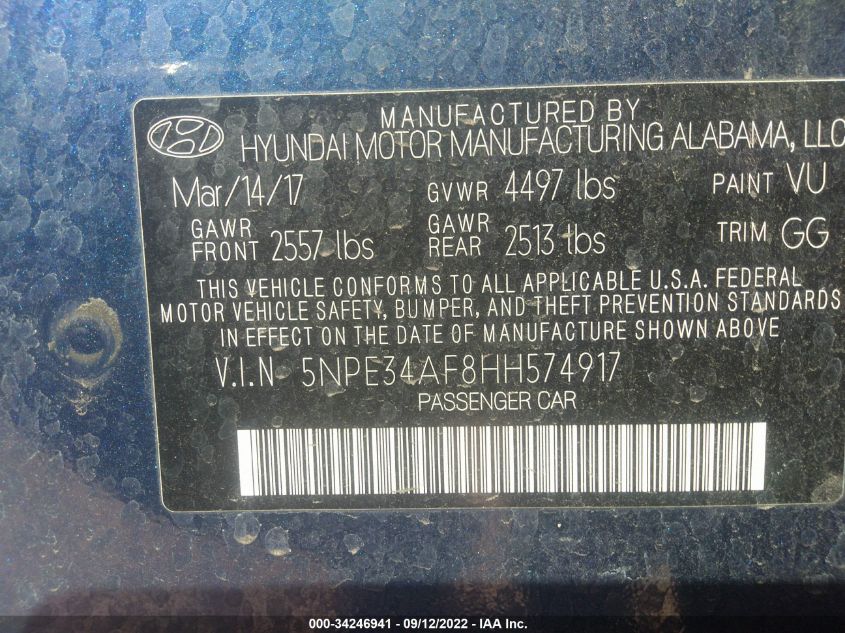 MANUFACTURED BY
HYUNDAI MOTOR MANUFACTURING ALABAMA, LLC
Mar/14/17 GVWR 4497 lbs PAINT VU
GAWR FRONT 2557 lbs GAWR REAR 2513 lbs TRIM GG
THIS VEHICLE CONFORMS TO ALL APPLICABLE U.S.A. FEDERAL
MOTOR VEHICLE SAFETY, BUMPER, AND THEFT PREVENTION STANDARDS
IN EFFECT ON THE DATE OF MANUFACTURE SHOWN ABOVE
V.I.N 5NPE34AF8HH574917
PASSENGER CAR
000-34246941 - 09/12/2022 - IAA Inc.